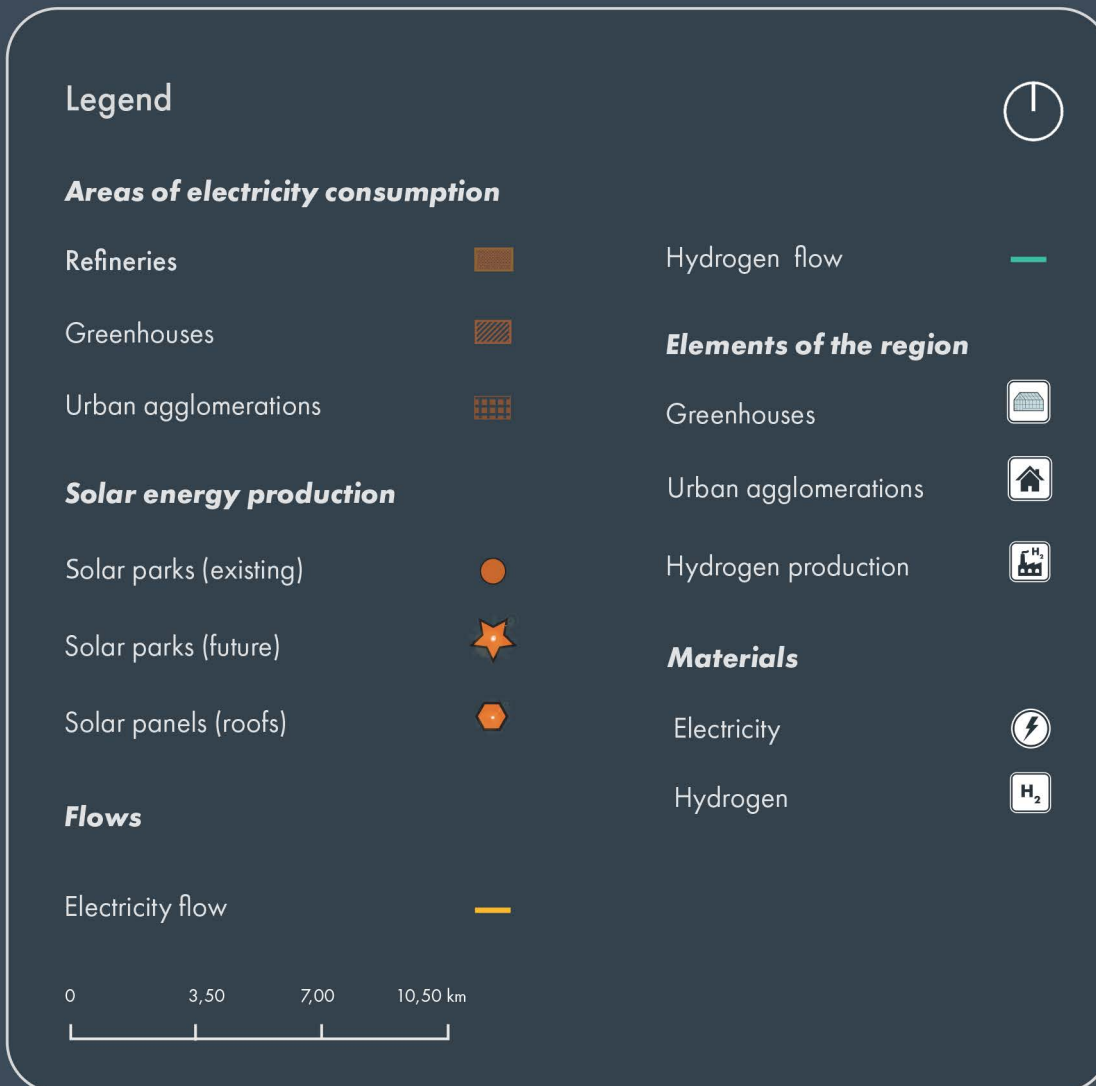 Legend
Areas of electricity consumption
Refineries
Greenhouses
Urban agglomerations
Solar energy production
Solar parks (existing)
Solar parks (future)
Solar panels (roofs)
Flows
Electricity flow
0 3,50 7,00 10,50 km
Hydrogen flow
Elements of the region
Greenhouses
Urban agglomerations
Hydrogen production
H2
Materials
Electricity
Hydrogen
H2